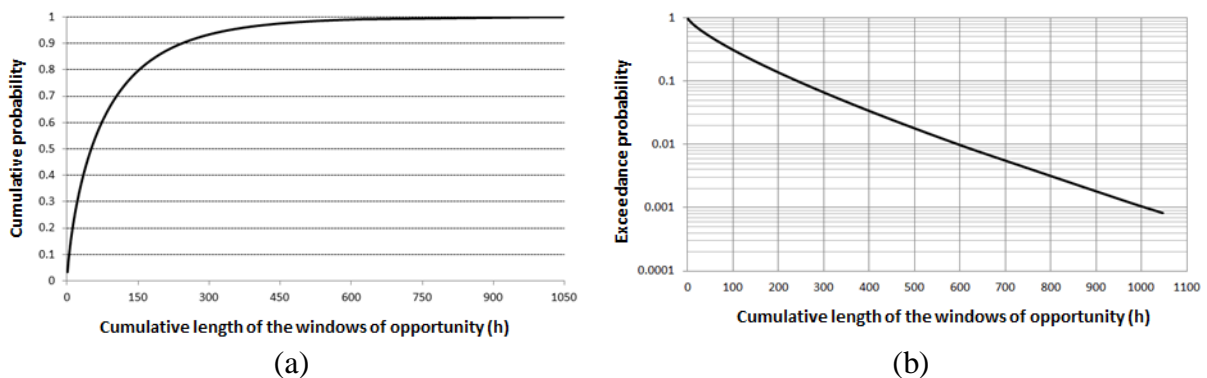 Cumulative probability
1
0.9
0.8
0.7
0.6
0.5
0.4
0.3
0.2
0.1
0
0 150 300 450 600 750 900 1050
Cumulative length of the windows of opportunity (h)
(a)
Exceedance probability
1
0.1
0.01
0.001
0.0001
0 100 200 300 400 500 600 700 800 900 1000 1100
Cumulative length of the windows of opportunity (h)
(b)